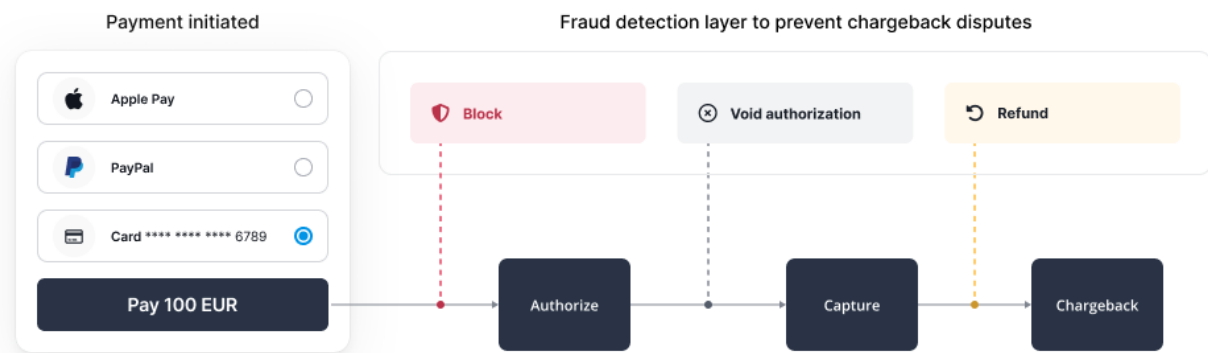 Payment initiated
Fraud detection layer to prevent chargeback disputes
Apple Pay
PayPal
Card **** **** **** 6789
Pay 100 EUR
Block
Void authorization
Refund
Authorize
Capture
Chargeback